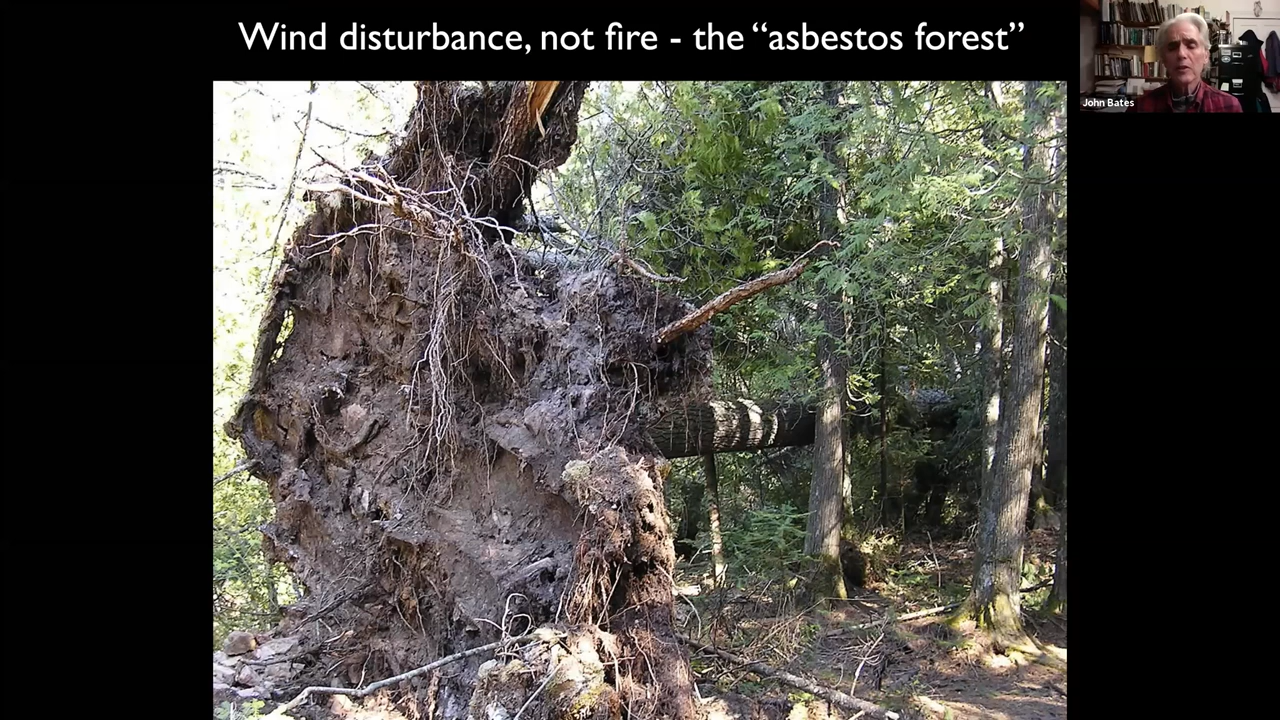 Wind disturbance, not fire - the “asbestos forest”
John Bates